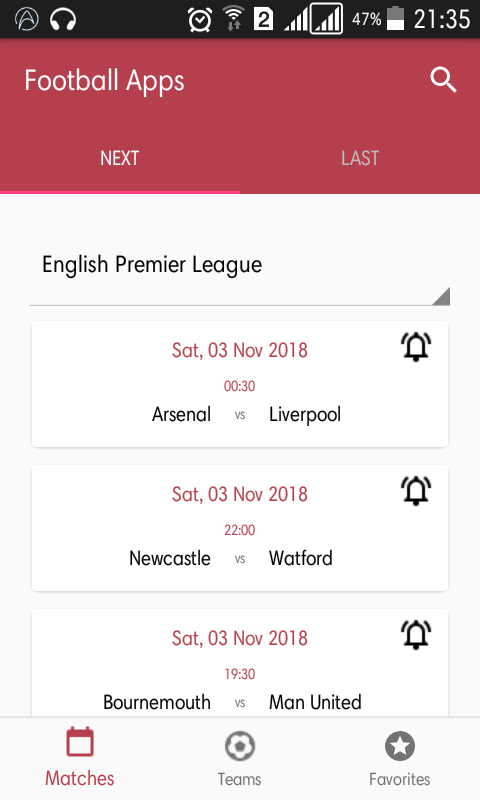 2 47% 21:35
Football Apps
NEXT LAST
English Premier League
Sat, 03 Nov 2018
00:30
Arsenal vs Liverpool
Sat, 03 Nov 2018
22:00
Newcastle vs Watford
Sat, 03 Nov 2018
19:30
Bournemouth vs Man United
Matches Teams Favorites